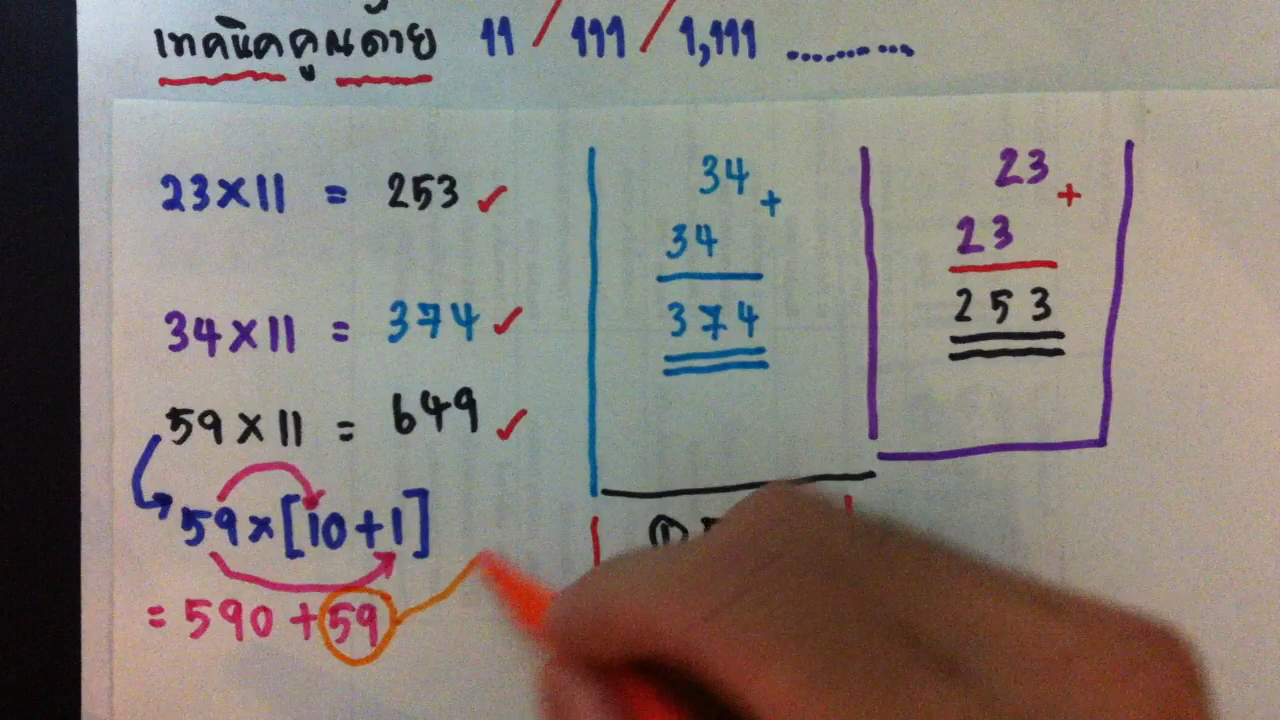 เทคนิคคูณด้วย 11 / 111 / 1,111 ............
23 × 11 = 253 ✓
34 × 11 = 374 ✓
59 × 11 = 649 ✓
59 × [10 + 1]
= 590 + 59
34 +
34
374
23 +
23
253
①